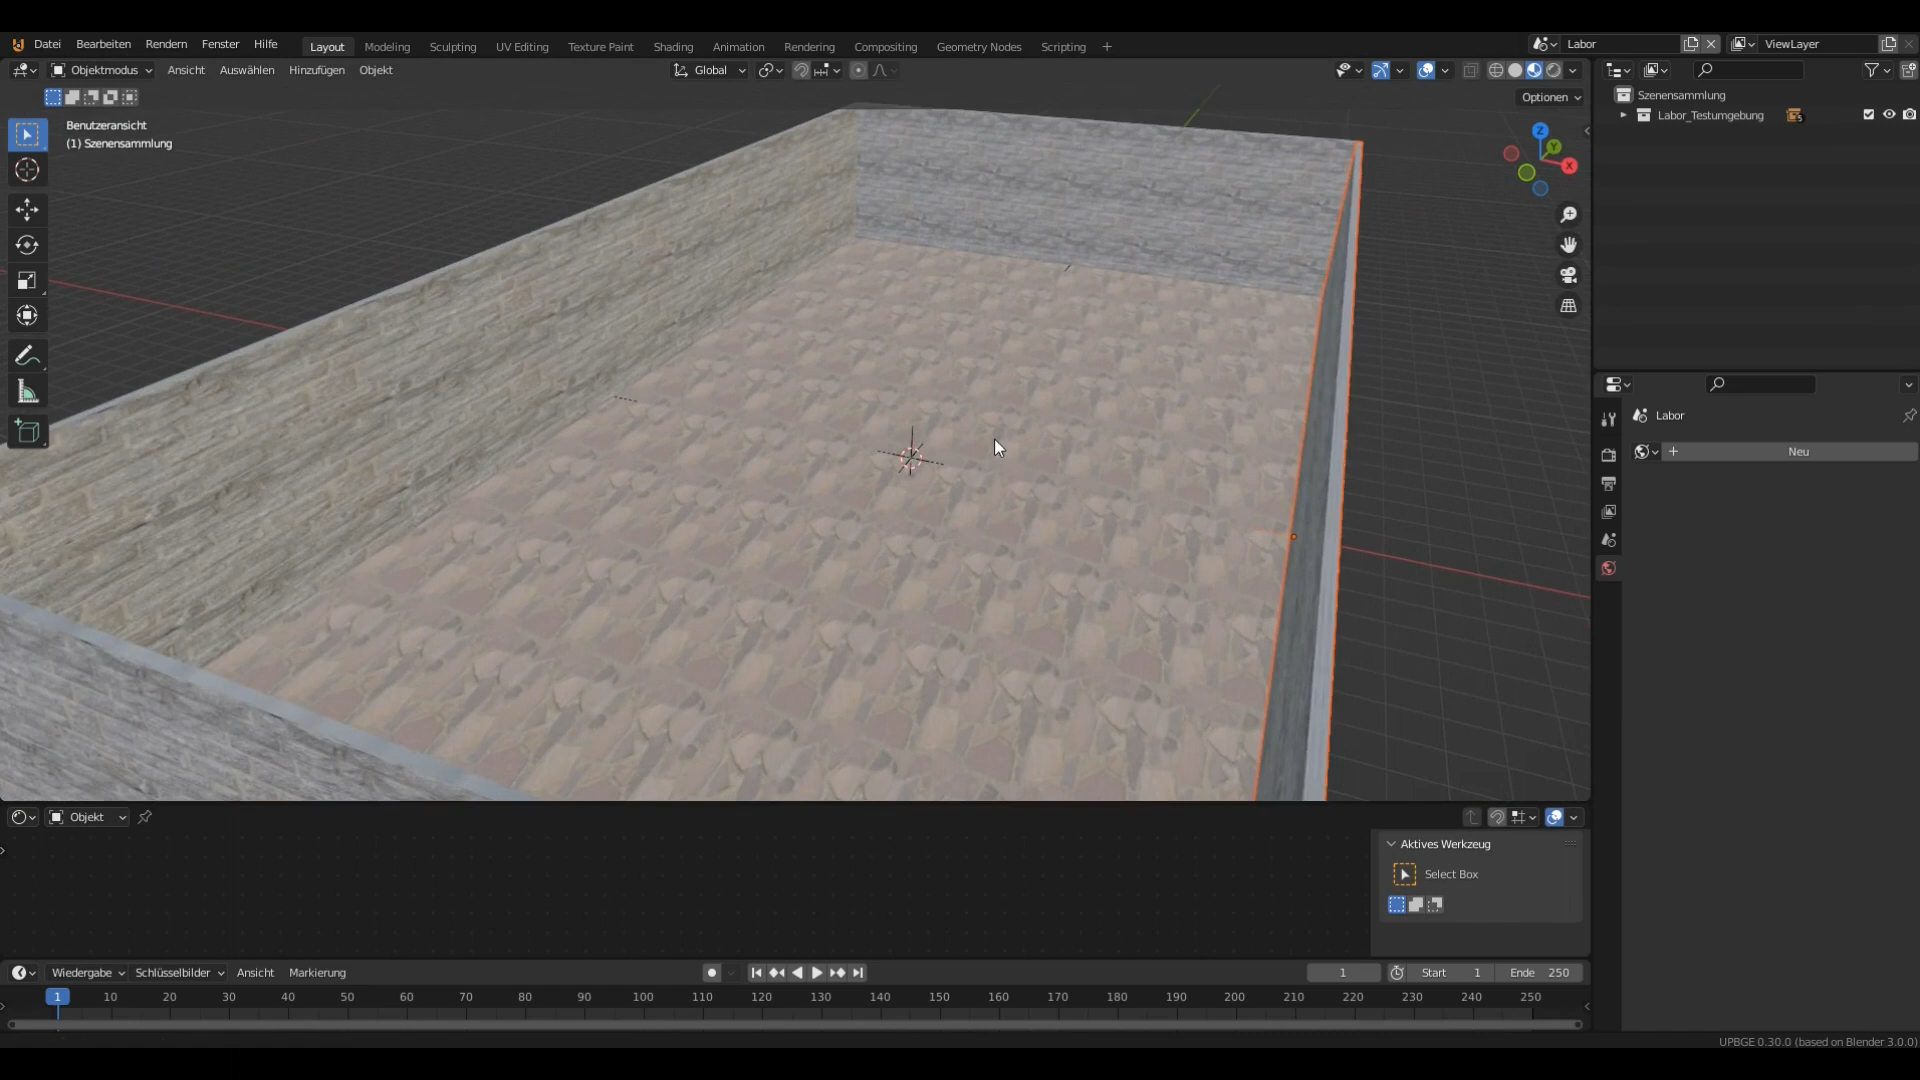 Datei Bearbeiten Rendern Fenster Hilfe Layout Modeling Sculpting UV Editing Texture Paint Shading Animation Rendering Compositing Geometry Nodes Scripting + Labor ViewLayer
Objektmodus Ansicht Auswählen Hinzufügen Objekt Global
Optionen
Benutzeransicht
(1) Szenensammlung
Z
Y
X
Szenensammlung
Labor_Testumgebung 5
Labor
+ Neu
Objekt
Aktives Werkzeug
Select Box
Wiedergabe Schlüsselbilder Ansicht Markierung 1 Start 1 Ende 250
1 10 20 30 40 50 60 70 80 90 100 110 120 130 140 150 160 170 180 190 200 210 220 230 240 250
UPBGE 0.30.0 (based on Blender 3.0.0)